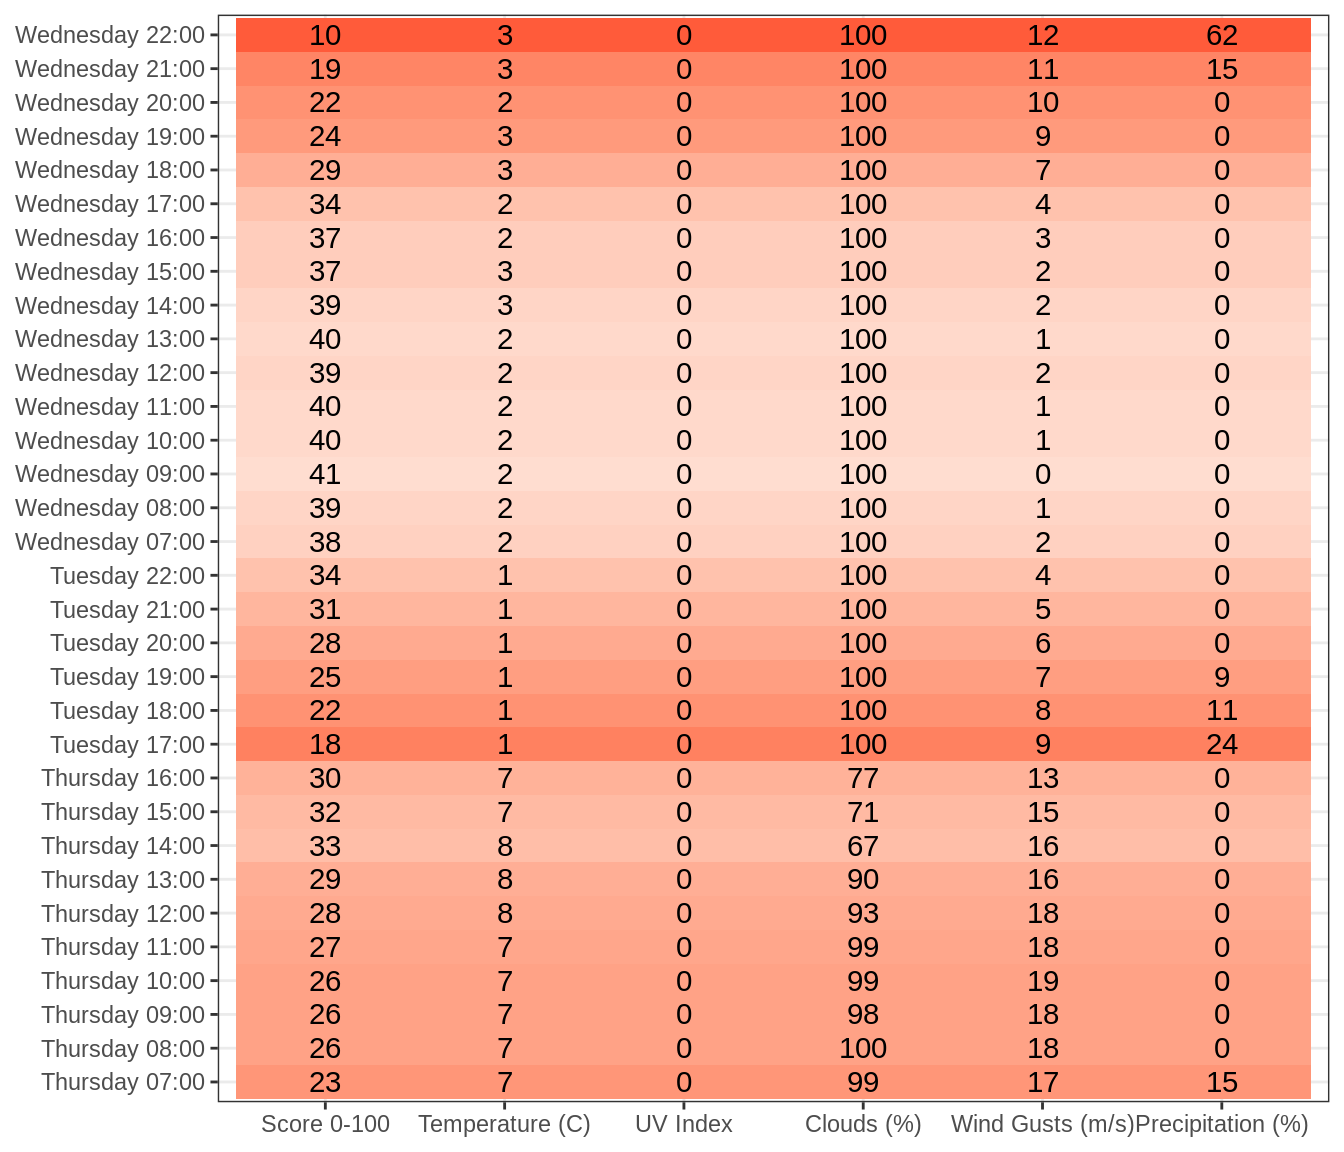 Wednesday 22:00 10 3 0 100 12 62
Wednesday 21:00 19 3 0 100 11 15
Wednesday 20:00 22 2 0 100 10 0
Wednesday 19:00 24 3 0 100 9 0
Wednesday 18:00 29 3 0 100 7 0
Wednesday 17:00 34 2 0 100 4 0
Wednesday 16:00 37 2 0 100 3 0
Wednesday 15:00 37 3 0 100 2 0
Wednesday 14:00 39 3 0 100 2 0
Wednesday 13:00 40 2 0 100 1 0
Wednesday 12:00 39 2 0 100 2 0
Wednesday 11:00 40 2 0 100 1 0
Wednesday 10:00 40 2 0 100 1 0
Wednesday 09:00 41 2 0 100 0 0
Wednesday 08:00 39 2 0 100 1 0
Wednesday 07:00 38 2 0 100 2 0
Tuesday 22:00 34 1 0 100 4 0
Tuesday 21:00 31 1 0 100 5 0
Tuesday 20:00 28 1 0 100 6 0
Tuesday 19:00 25 1 0 100 7 9
Tuesday 18:00 22 1 0 100 8 11
Tuesday 17:00 18 1 0 100 9 24
Thursday 16:00 30 7 0 77 13 0
Thursday 15:00 32 7 0 71 15 0
Thursday 14:00 33 8 0 67 16 0
Thursday 13:00 29 8 0 90 16 0
Thursday 12:00 28 8 0 93 18 0
Thursday 11:00 27 7 0 99 18 0
Thursday 10:00 26 7 0 99 19 0
Thursday 09:00 26 7 0 98 18 0
Thursday 08:00 26 7 0 100 18 0
Thursday 07:00 23 7 0 99 17 15
Score 0-100 Temperature (C) UV Index Clouds (%) Wind Gusts (m/s) Precipitation (%)